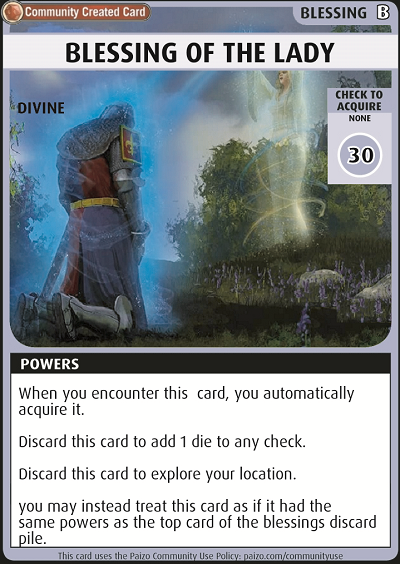 Community Created Card
BLESSING B
BLESSING OF THE LADY
DIVINE
CHECK TO
ACQUIRE
NONE
30
POWERS
When you encounter this card, you automatically
acquire it.
Discard this card to add 1 die to any check.
Discard this card to explore your location.
you may instead treat this card as if it had the
same powers as the top card of the blessings discard
pile.
This card uses the Paizo Community Use Policy: paizo.com/communityuse